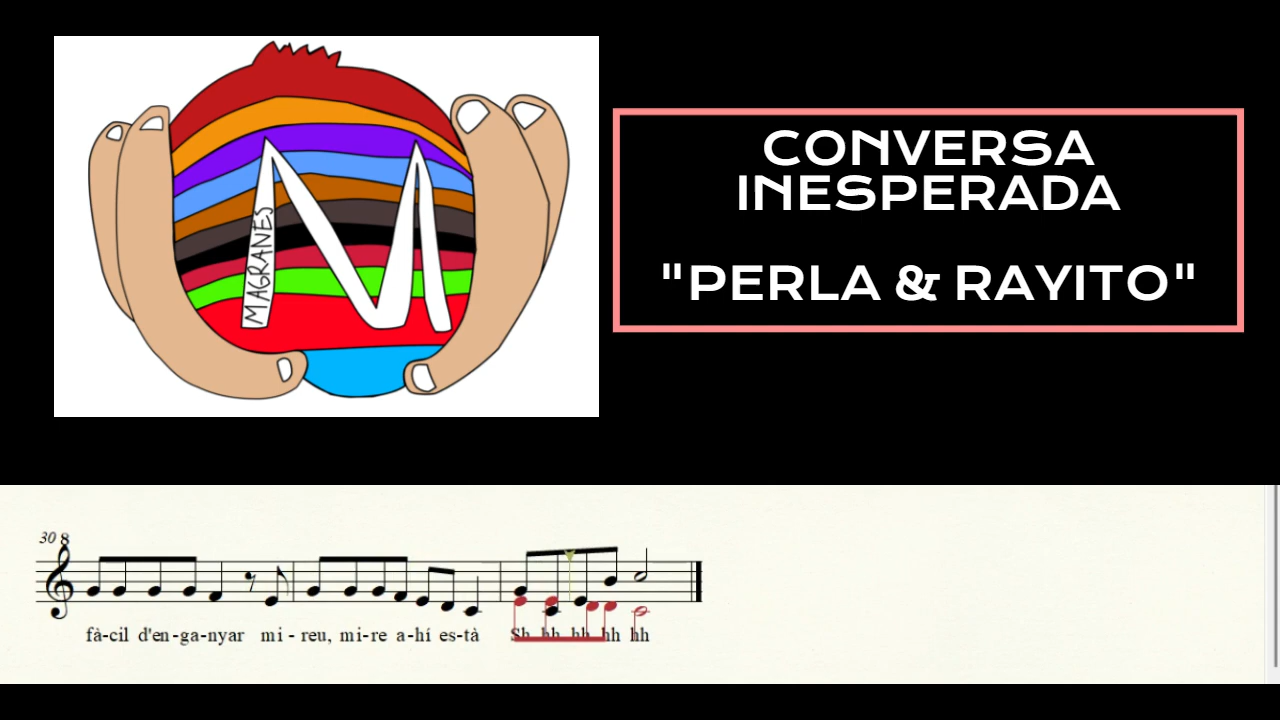 MAGRANES
CONVERSA
INESPERADA
"PERLA & RAYITO"
30 8
fà-cil d'en-ga-nyar mi-reu, mi-re a-hí es-tà Sh hh hh hh hh